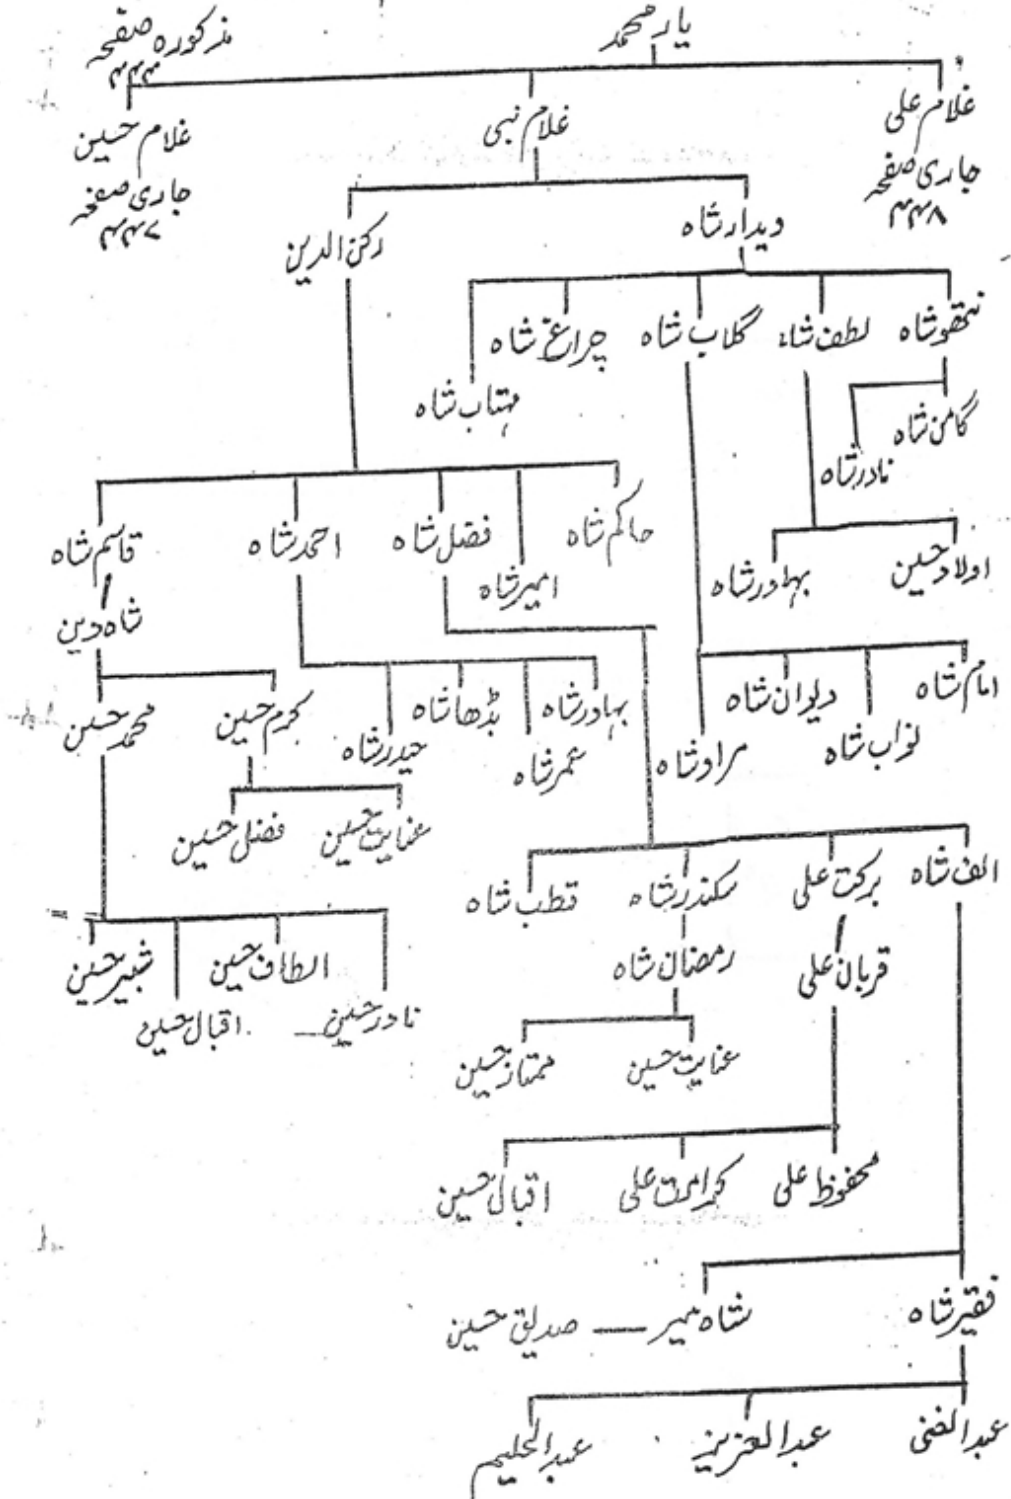 یار محمد
مذکورہ صفحہ
۴۴۴
غلام علی
جاری صفحہ
۴۴۸
غلام نبی
غلام حسین
جاری صفحہ
۴۴۷
دیدار شاہ
رکن الدین
نتھو شاہ
لطف شاہ
گلاب شاہ
چراغ شاہ
مہتاب شاہ
گامن شاہ
نادر شاہ
اولاد حسین
بہادر شاہ
حاکم شاہ
امیر شاہ
فضل شاہ
احمد شاہ
قاسم شاہ
شاہ دین
امام شاہ
نواب شاہ
دیوان شاہ
مراد شاہ
بہادر شاہ
عمر شاہ
بڈھا شاہ
حیدر شاہ
کرم حسین
محمد حسین
عنایت حسین
فضل حسین
الف شاہ
برکت علی
سکندر شاہ
قطب شاہ
نادر حسین
الطاف حسین
اقبال حسین
شبیر حسین
قربان علی
رمضان شاہ
عنایت حسین
ممتاز حسین
محفوظ علی
کرامت علی
اقبال حسین
فقیر شاہ
شاہ میر — صدیق حسین
عبدالغنی
عبدالعزیز
عبدالحلیم